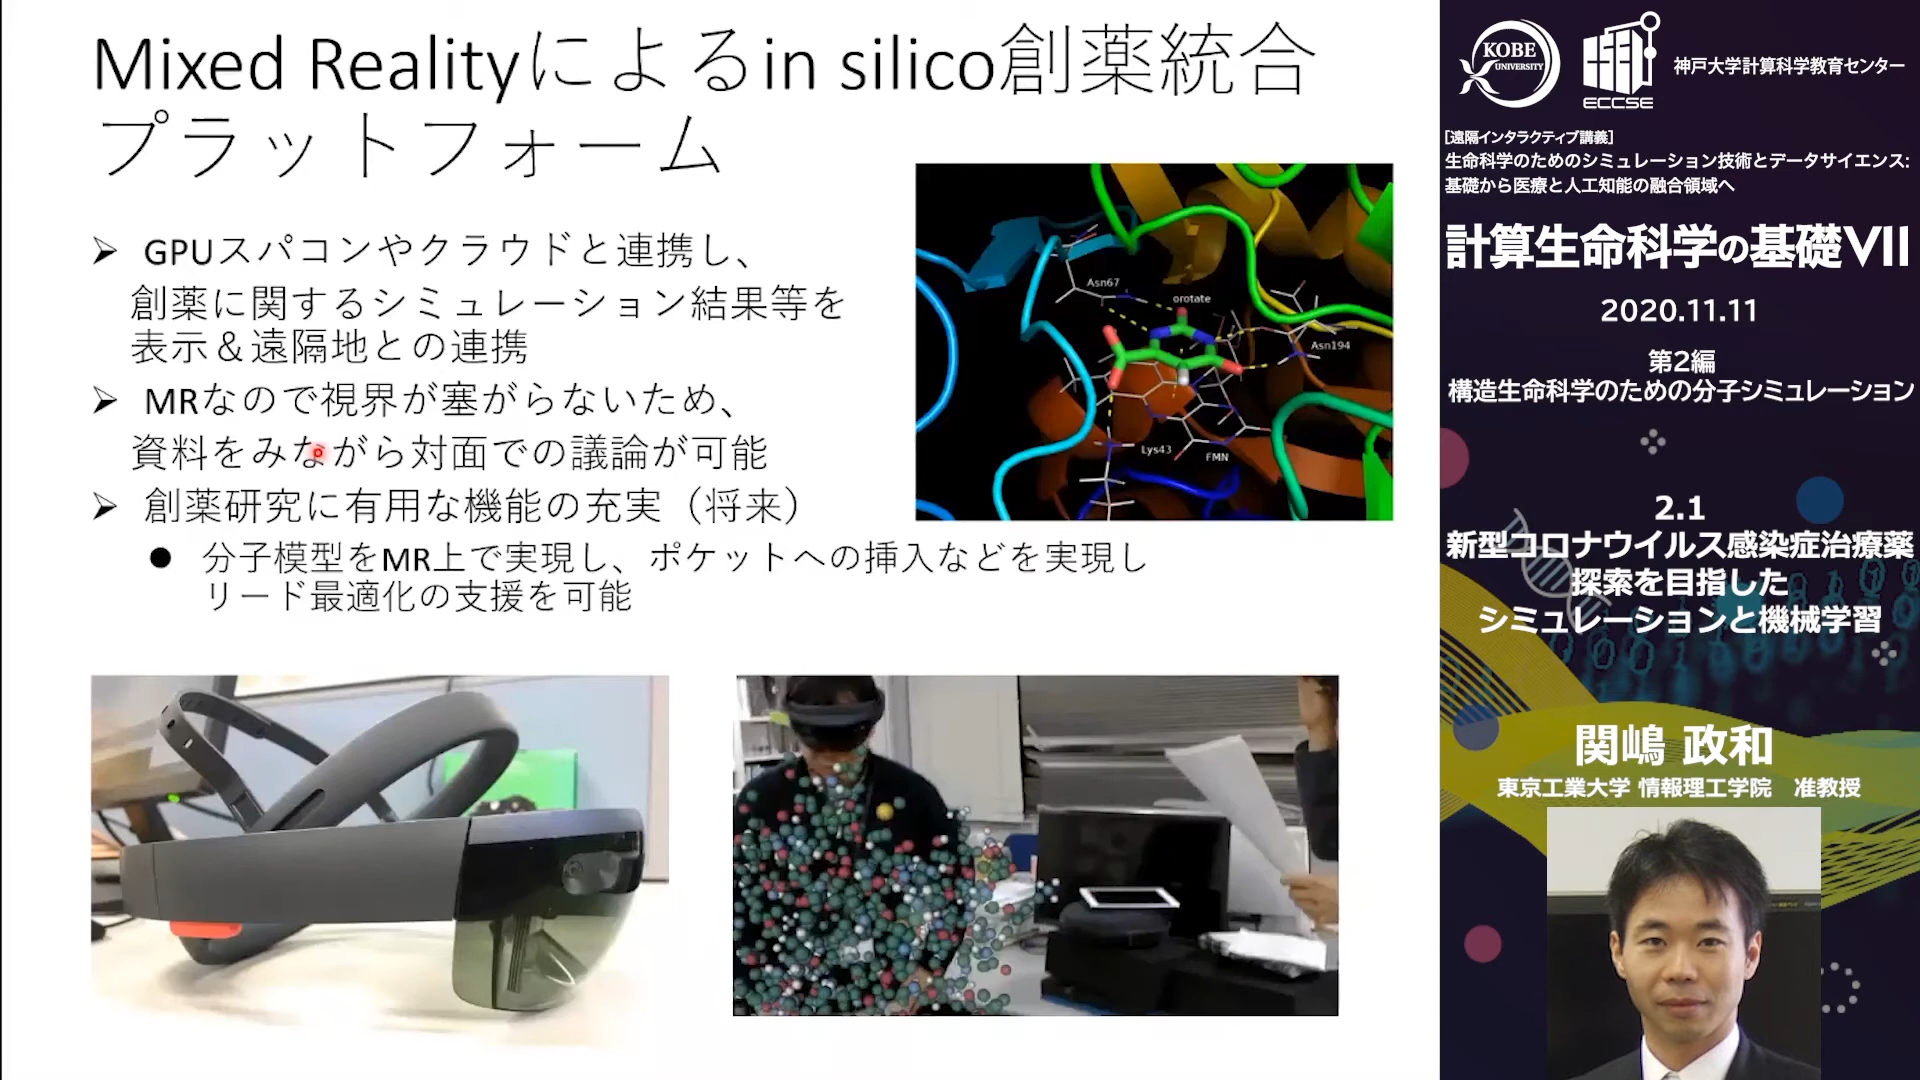 Mixed Realityによるin silico創薬統合
プラットフォーム
➢ GPUスパコンやクラウドと連携し、
創薬に関するシミュレーション結果等を
表示＆遠隔地との連携
➢ MRなので視界が塞がらないため、
資料をみながら対面での議論が可能
➢ 創薬研究に有用な機能の充実（将来）
● 分子模型をMR上で実現し、ポケットへの挿入などを実現し
リード最適化の支援を可能
Asn67
orotate
Asn194
Lys43
FMN
KOBE
UNIVERSITY
ECCSE
神戸大学計算科学教育センター
[遠隔インタラクティブ講義]
生命科学のためのシミュレーション技術とデータサイエンス:
基礎から医療と人工知能の融合領域へ
計算生命科学の基礎VII
2020.11.11
第2編
構造生命科学のための分子シミュレーション
2.1
新型コロナウイルス感染症治療薬
探索を目指した
シミュレーションと機械学習
関嶋 政和
東京工業大学 情報理工学院　准教授